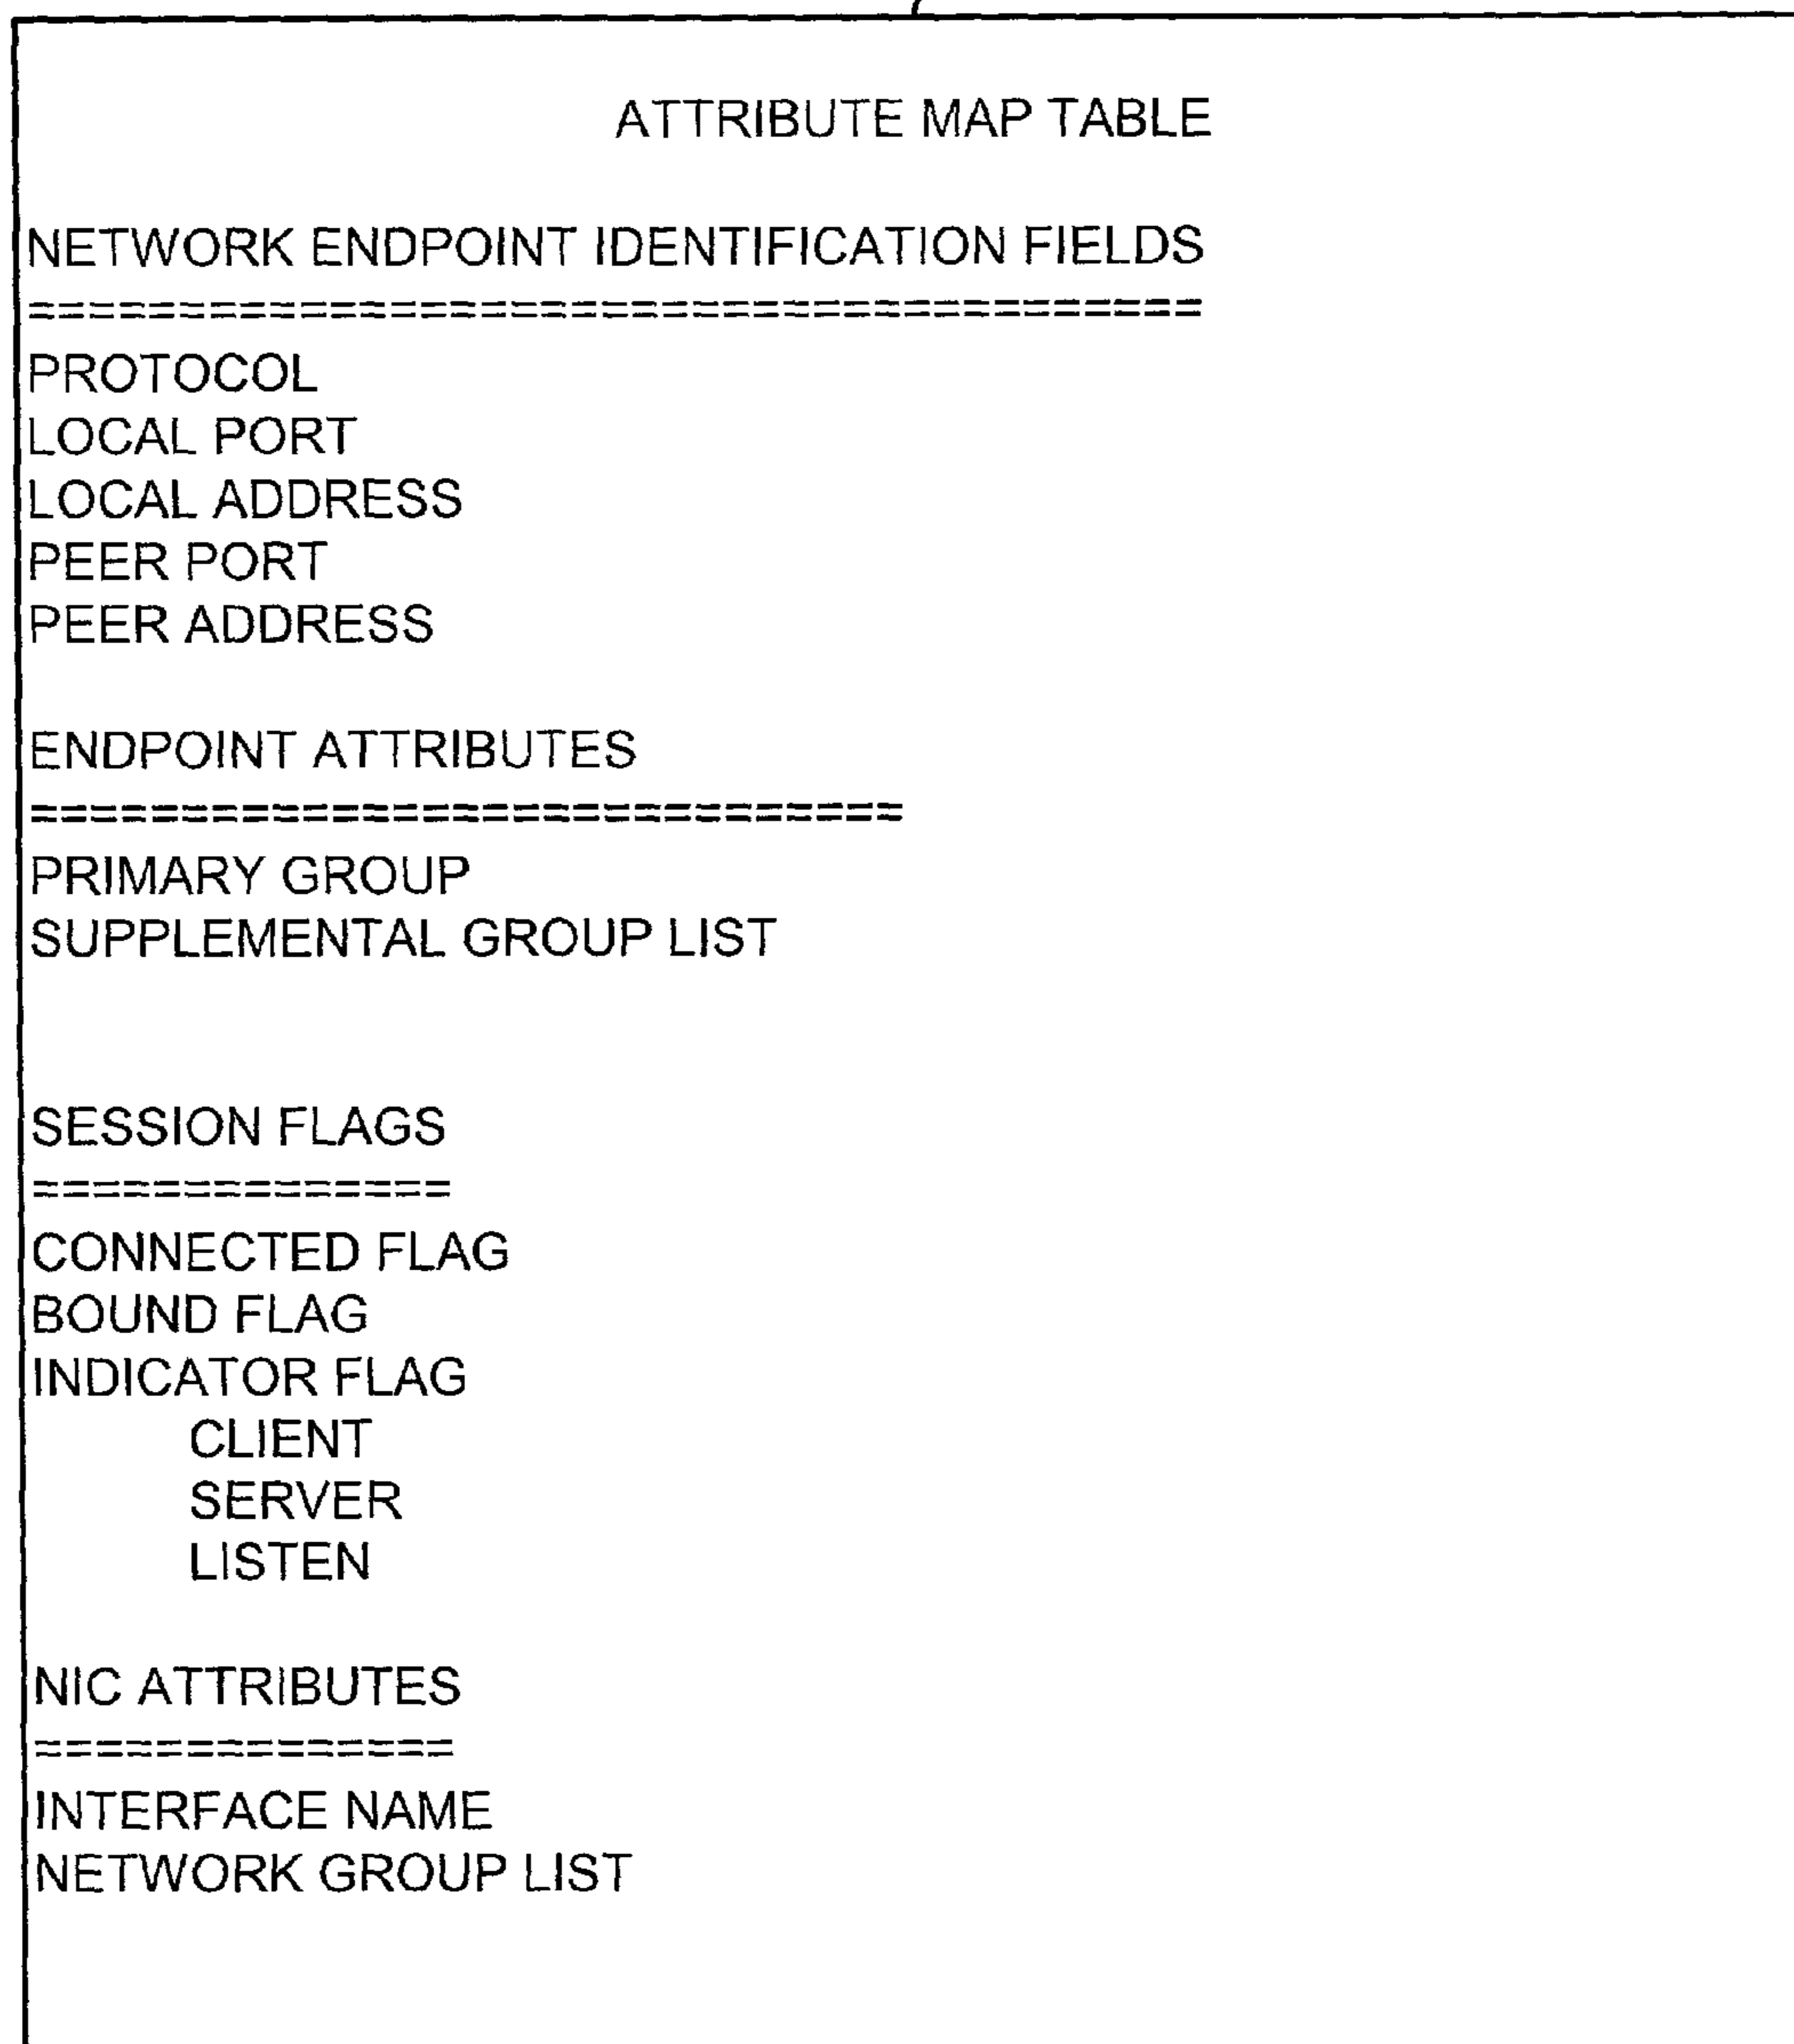 ATTRIBUTE MAP TABLE
NETWORK ENDPOINT IDENTIFICATION FIELDS
=======================================
PROTOCOL
LOCAL PORT
LOCAL ADDRESS
PEER PORT
PEER ADDRESS
ENDPOINT ATTRIBUTES
=============================
PRIMARY GROUP
SUPPLEMENTAL GROUP LIST
SESSION FLAGS
==============
CONNECTED FLAG
BOUND FLAG
INDICATOR FLAG
CLIENT
SERVER
LISTEN
NIC ATTRIBUTES
==============
INTERFACE NAME
NETWORK GROUP LIST